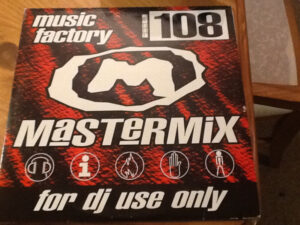 music
factory
108
M
MaSTeRMiX
i
for dj use only